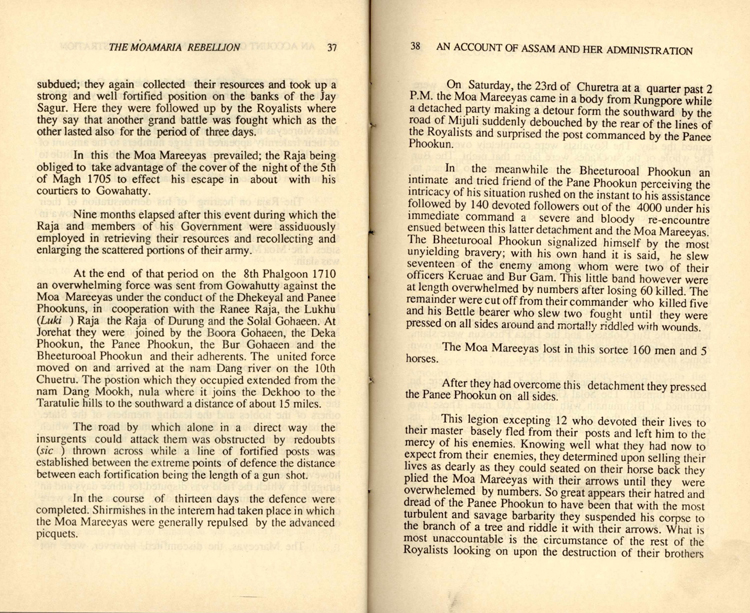 THE MOAMARIA REBELLION 37
subdued; they again collected their resources and took up a
strong and well fortified position on the banks of the Jay
Sagur. Here they were followed up by the Royalists where
they say that another grand battle was fought which as the
other lasted also for the period of three days.
In this the Moa Mareeyas prevailed; the Raja being
obliged to take advantage of the cover of the night of the 5th
of Magh 1705 to effect his escape in about with his
courtiers to Gowahatty.
Nine months elapsed after this event during which the
Raja and members of his Government were assiduously
employed in retrieving their resources and recollecting and
enlarging the scattered portions of their army.
At the end of that period on the 8th Phalgoon 1710
an overwhelming force was sent from Gowahutty against the
Moa Mareeyas under the conduct of the Dhekeyal and Panee
Phookuns, in cooperation with the Ranee Raja, the Lukhu
(Luki ) Raja the Raja of Durung and the Solal Gohaeen. At
Jorehat they were joined by the Boora Gohaeen, the Deka
Phookun, the Panee Phookun, the Bur Gohaeen and the
Bheeturooal Phookun and their adherents. The united force
moved on and arrived at the nam Dang river on the 10th
Chuetru. The postion which they occupied extended from the
nam Dang Mookh, nula where it joins the Dekhoo to the
Taratulie hills to the southward a distance of about 15 miles.
The road by which alone in a direct way the
insurgents could attack them was obstructed by redoubts
(sic ) thrown across while a line of fortified posts was
established between the extreme points of defence the distance
between each fortification being the length of a gun shot.
In the course of thirteen days the defence were
completed. Shirmishes in the interem had taken place in which
the Moa Mareeyas were generally repulsed by the advanced
picquets.
38 AN ACCOUNT OF ASSAM AND HER ADMINISTRATION
On Saturday, the 23rd of Churetra at a quarter past 2
P.M. the Moa Mareeyas came in a body from Rungpore while
a detached party making a detour form the southward by the
road of Mijuli suddenly debouched by the rear of the lines of
the Royalists and surprised the post commanced by the Panee
Phookun.
In the meanwhile the Bheeturooal Phookun an
intimate and tried friend of the Pane Phookun perceiving the
intricacy of his situation rushed on the instant to his assistance
followed by 140 devoted followers out of the 4000 under his
immediate command a severe and bloody re-encountre
ensued between this latter detachment and the Moa Mareeyas.
The Bheeturooal Phookun signalized himself by the most
unyielding bravery; with his own hand it is said, he slew
seventeen of the enemy among whom were two of their
officers Keruae and Bur Gam. This little band however were
at length overwhelmed by numbers after losing 60 killed. The
remainder were cut off from their commander who killed five
and his Bettle bearer who slew two fought until they were
pressed on all sides around and mortally riddled with wounds.
The Moa Mareeyas lost in this sortee 160 men and 5
horses.
After they had overcome this detachment they pressed
the Panee Phookun on all sides.
This legion excepting 12 who devoted their lives to
their master basely fled from their posts and left him to the
mercy of his enemies. Knowing well what they had now to
expect from their enemies, they determined upon selling their
lives as dearly as they could seated on their horse back they
plied the Moa Mareeyas with their arrows until they were
overwhelemed by numbers. So great appears their hatred and
dread of the Panee Phookun to have been that with the most
turbulent and savage barbarity they suspended his corpse to
the branch of a tree and riddle it with their arrows. What is
most unaccountable is the circumstance of the rest of the
Royalists looking on upon the destruction of their brothers